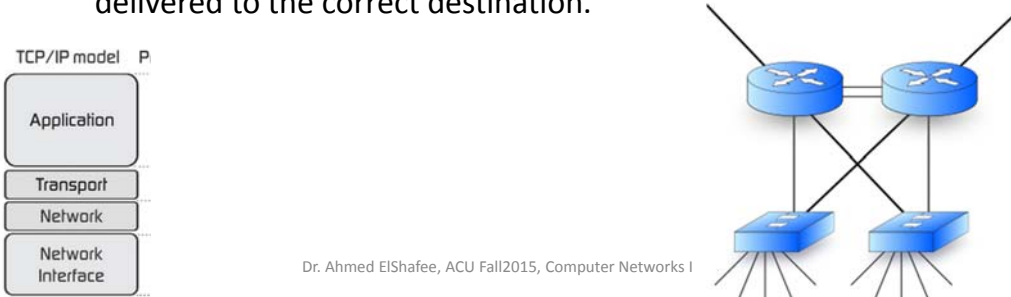 delivered to the correct destination.
TCP/IP model P
Application
Transport
Network
Network
Interface
Dr. Ahmed ElShafee, ACU Fall2015, Computer Networks I